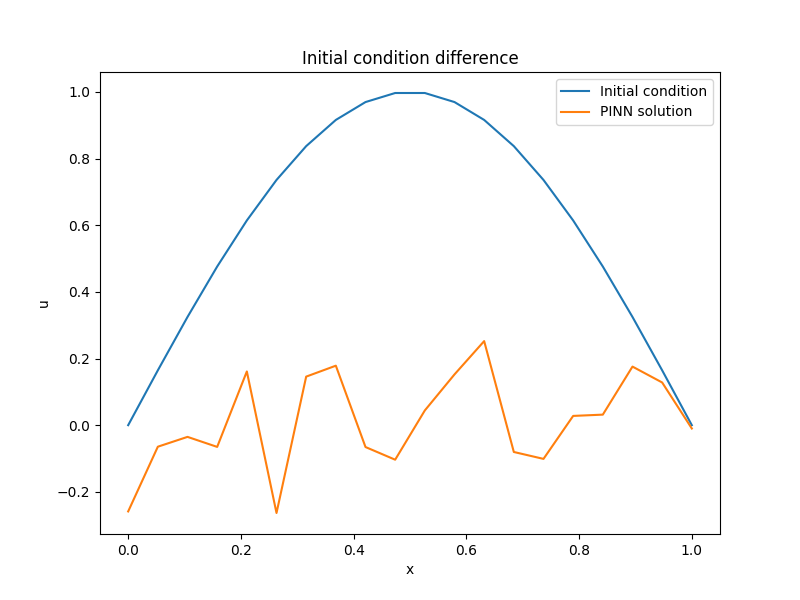 Initial condition difference
Initial condition
PINN solution
1.0
0.8
0.6
0.4
0.2
0.0
−0.2
u
0.0 0.2 0.4 0.6 0.8 1.0
x